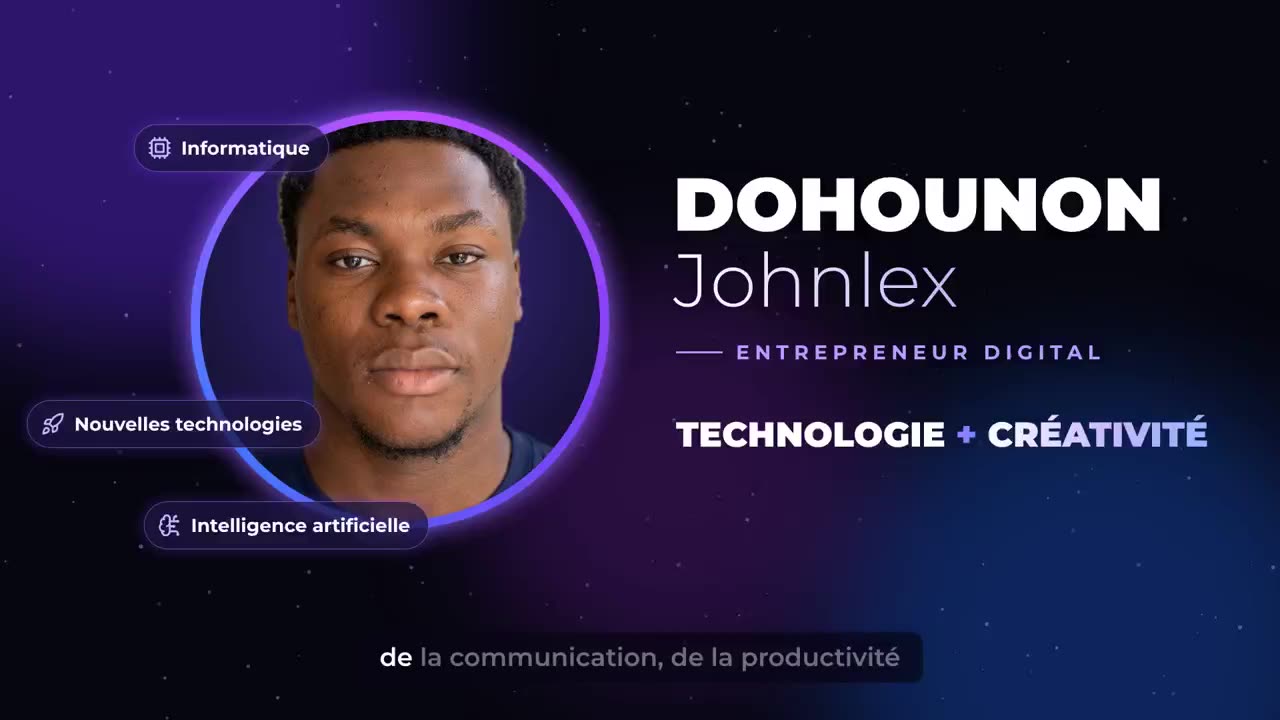 Informatique
DOHOUNON
Johnlex
ENTREPRENEUR DIGITAL
Nouvelles technologies
TECHNOLOGIE + CRÉATIVITÉ
Intelligence artificielle
de la communication, de la productivité